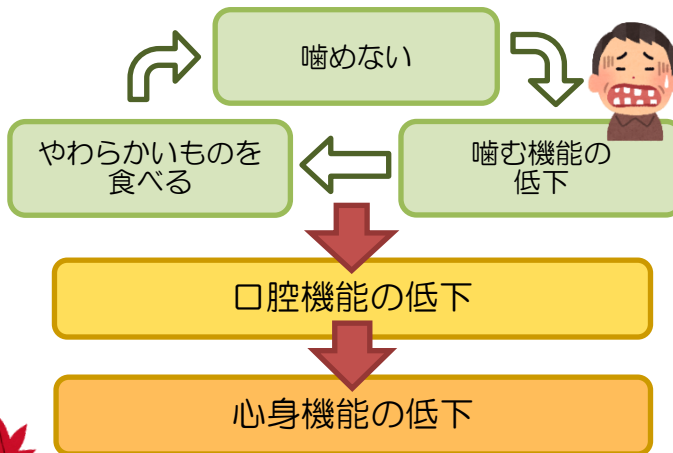 噛めない
やわらかいものを
食べる
噛む機能の
低下
口腔機能の低下
心身機能の低下